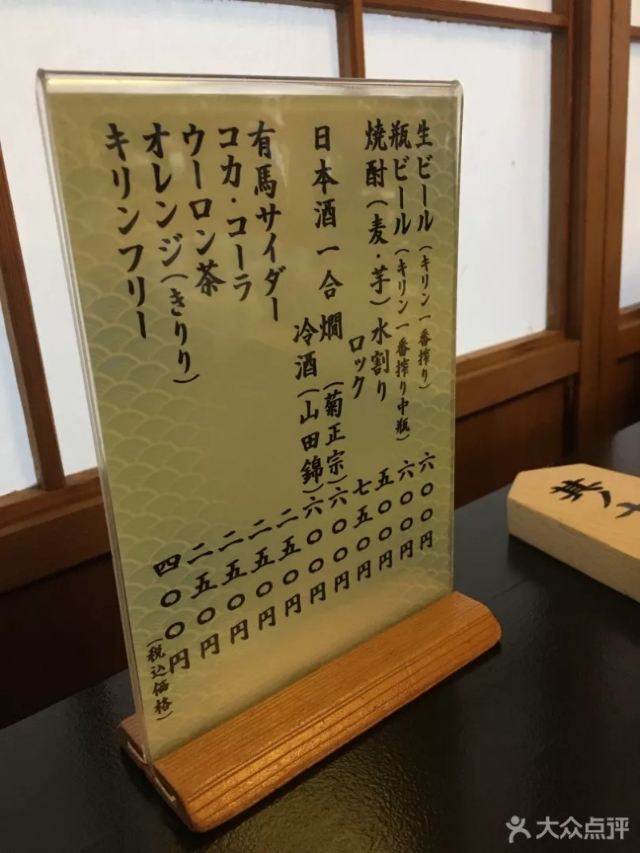 生ビール（キリン一番搾り） 六〇〇円
瓶ビール（キリン一番搾り中瓶） 六〇〇円
焼酎（麦・芋）水割り 五〇〇円
ロック 七五〇円
日本酒一合 燗（菊正宗） 六〇〇円
冷酒（山田錦） 六〇〇円
有馬サイダー 二五〇円
コカ・コーラ 二五〇円
ウーロン茶 二五〇円
オレンジ（きりり） 二五〇円
キリンフリー 四〇〇円
（税込価格）
大众点评